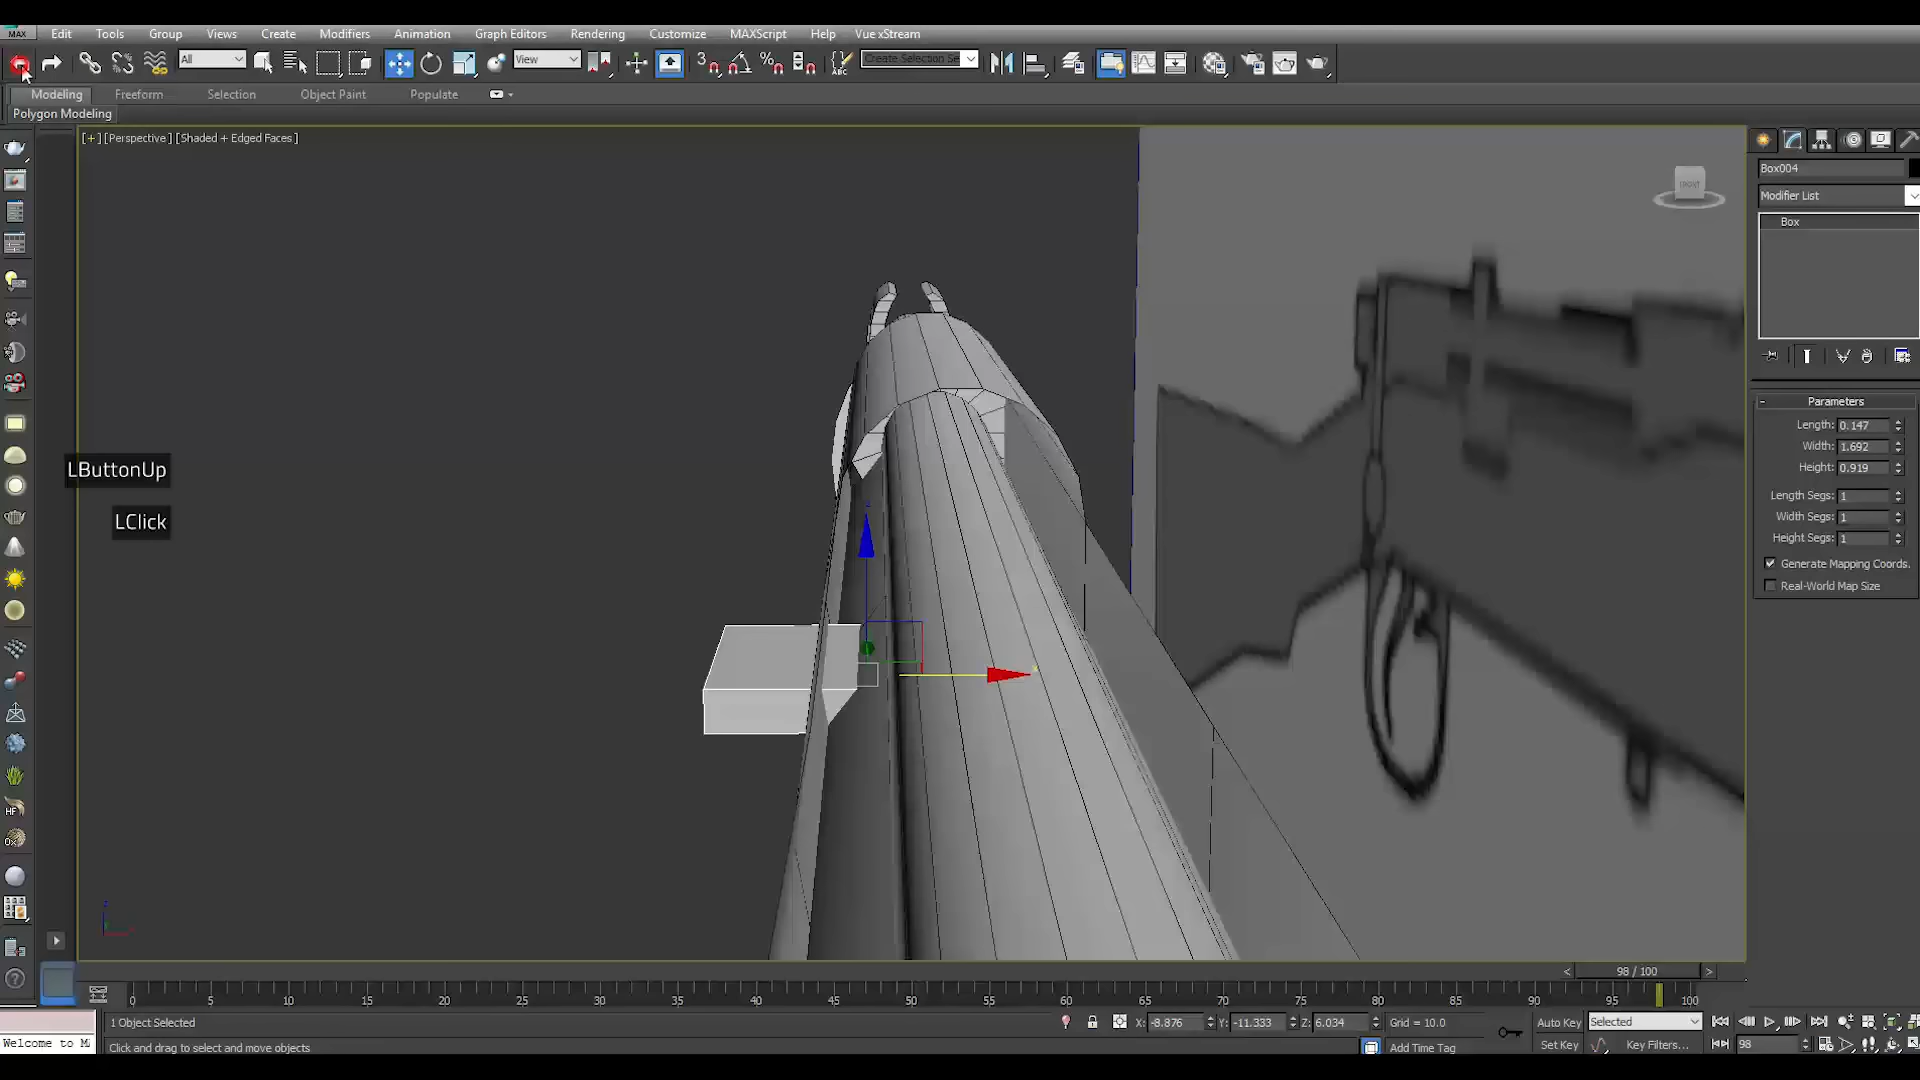 MAX Edit Tools Group Views Create Modifiers Animation Graph Editors Rendering Customize MAXScript Help Vue xStream
All View Create Selection Se
Modeling Freeform Selection Object Paint Populate
Polygon Modeling
[+] [Perspective] [Shaded + Edged Faces]
FRONT
Box004
Modifier List
Box
Parameters
Length: 0.147
Width: 1.692
Height: 0.919
Length Segs: 1
Width Segs: 1
Height Segs: 1
Generate Mapping Coords.
Real-World Map Size
LButtonUp
LClick
< 98 / 100 >
0 5 10 15 20 25 30 35 40 45 50 55 60 65 70 75 80 85 90 95 100
1 Object Selected X: -8.876 Y: -11.333 Z: 6.034 Grid = 10.0 Auto Key Selected
Welcome to Click and drag to select and move objects Add Time Tag Set Key Key Filters... 98